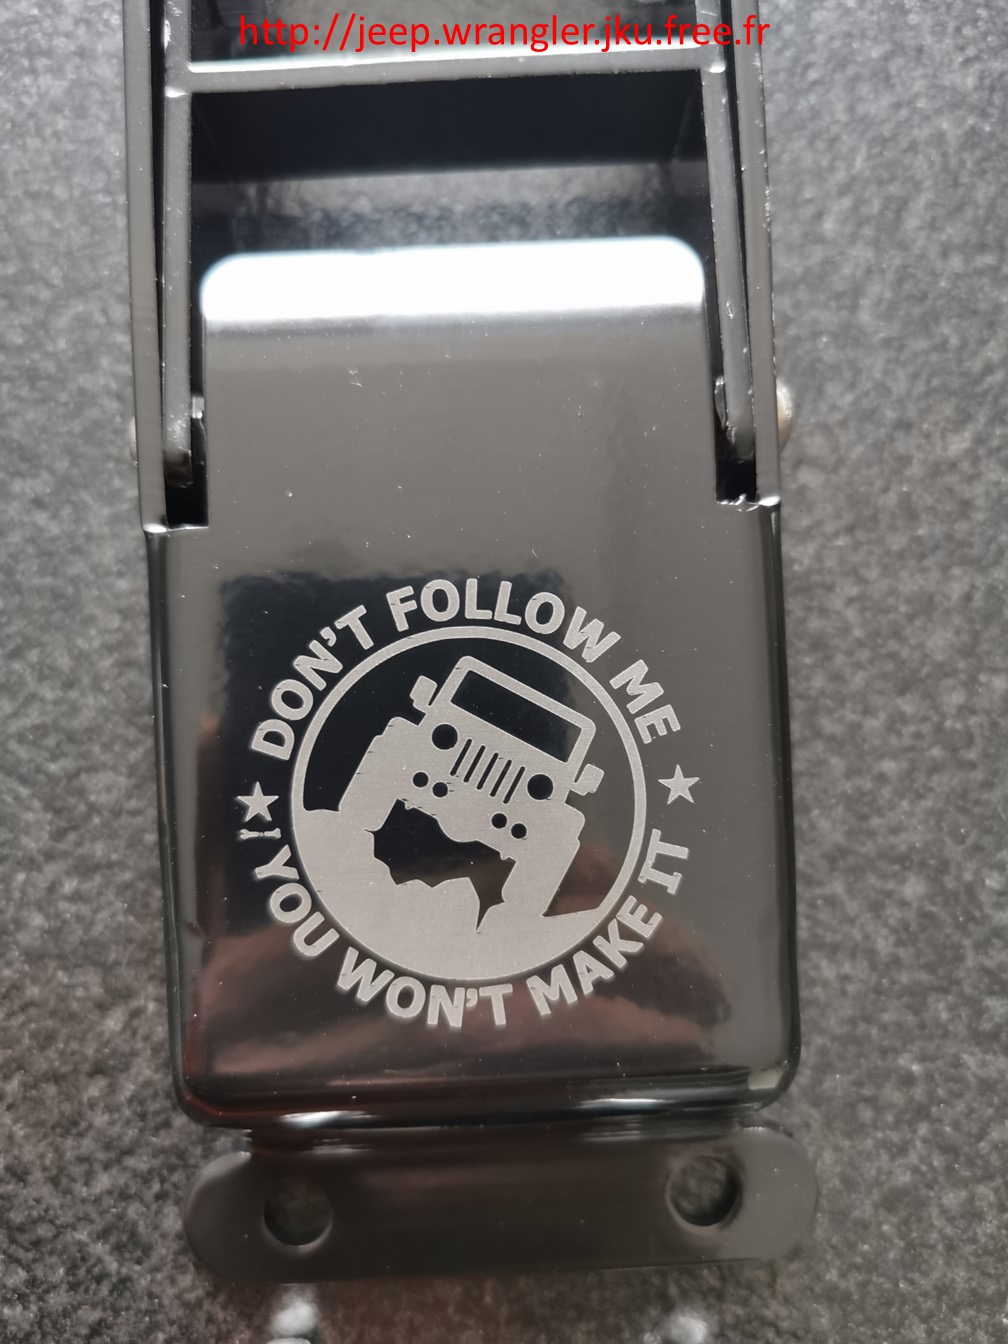 http://jeep.wrangler.jku.free.fr
DON'T FOLLOW ME
!YOU WON'T MAKE IT